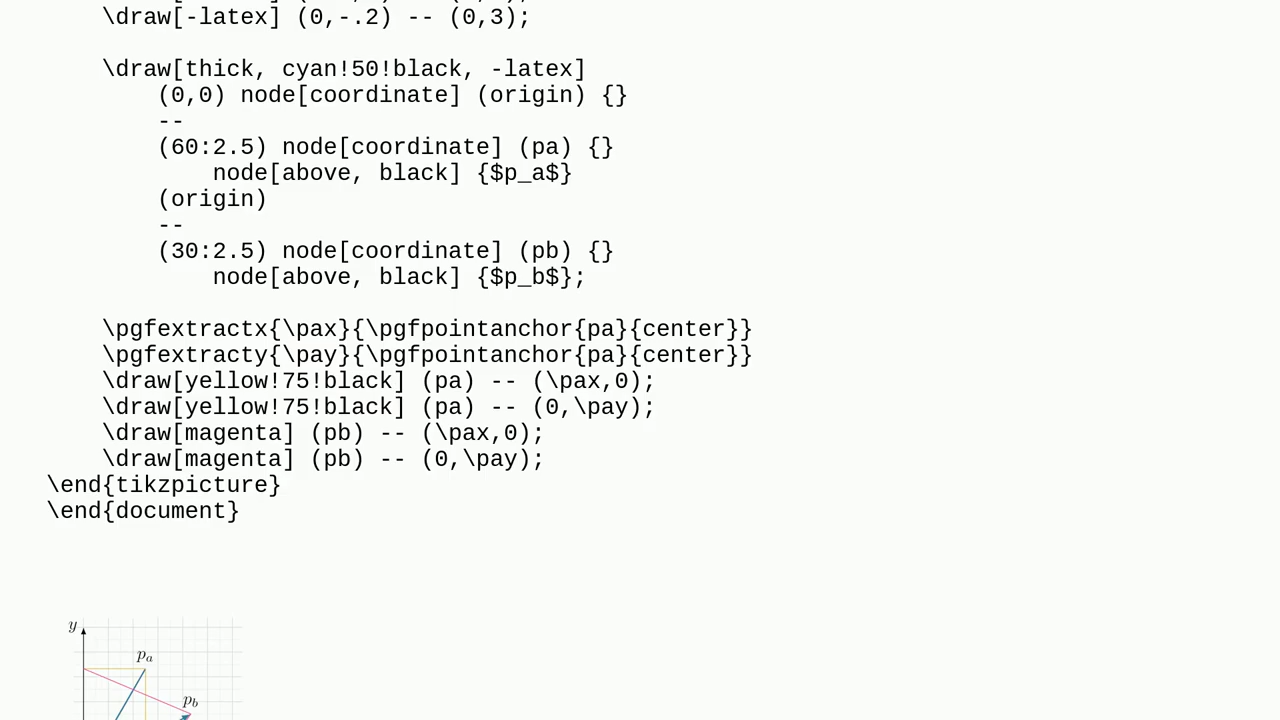 \draw[-latex] (0,-.2) -- (0,3);
\draw[thick, cyan!50!black, -latex]
(0,0) node[coordinate] (origin) {}
--
(60:2.5) node[coordinate] (pa) {}
node[above, black] {$p_a$}
(origin)
--
(30:2.5) node[coordinate] (pb) {}
node[above, black] {$p_b$};
\pgfextractx{\pax}{\pgfpointanchor{pa}{center}}
\pgfextracty{\pay}{\pgfpointanchor{pa}{center}}
\draw[yellow!75!black] (pa) -- (\pax,0);
\draw[yellow!75!black] (pa) -- (0,\pay);
\draw[magenta] (pb) -- (\pax,0);
\draw[magenta] (pb) -- (0,\pay);
\end{tikzpicture}
\end{document}
y
p_a
p_b